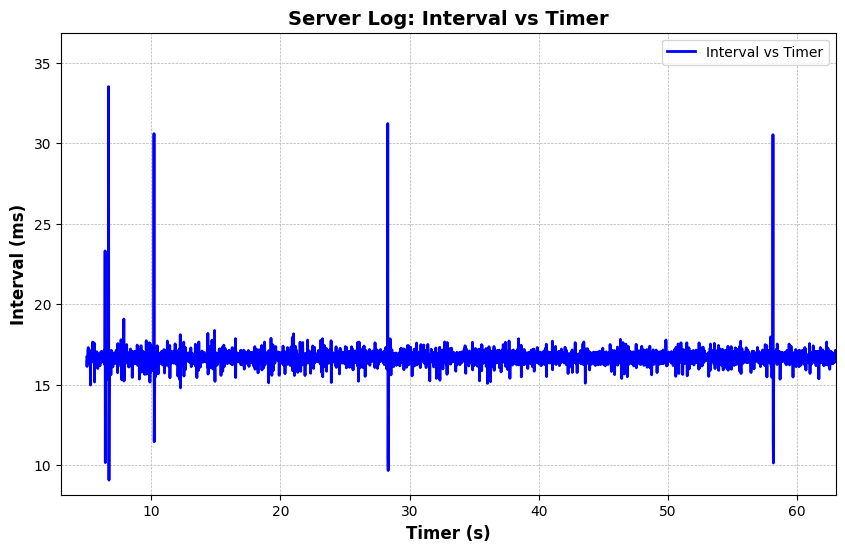 Server Log: Interval vs Timer
Interval vs Timer
35
30
25
20
15
10
Interval (ms)
10 20 30 40 50 60
Timer (s)